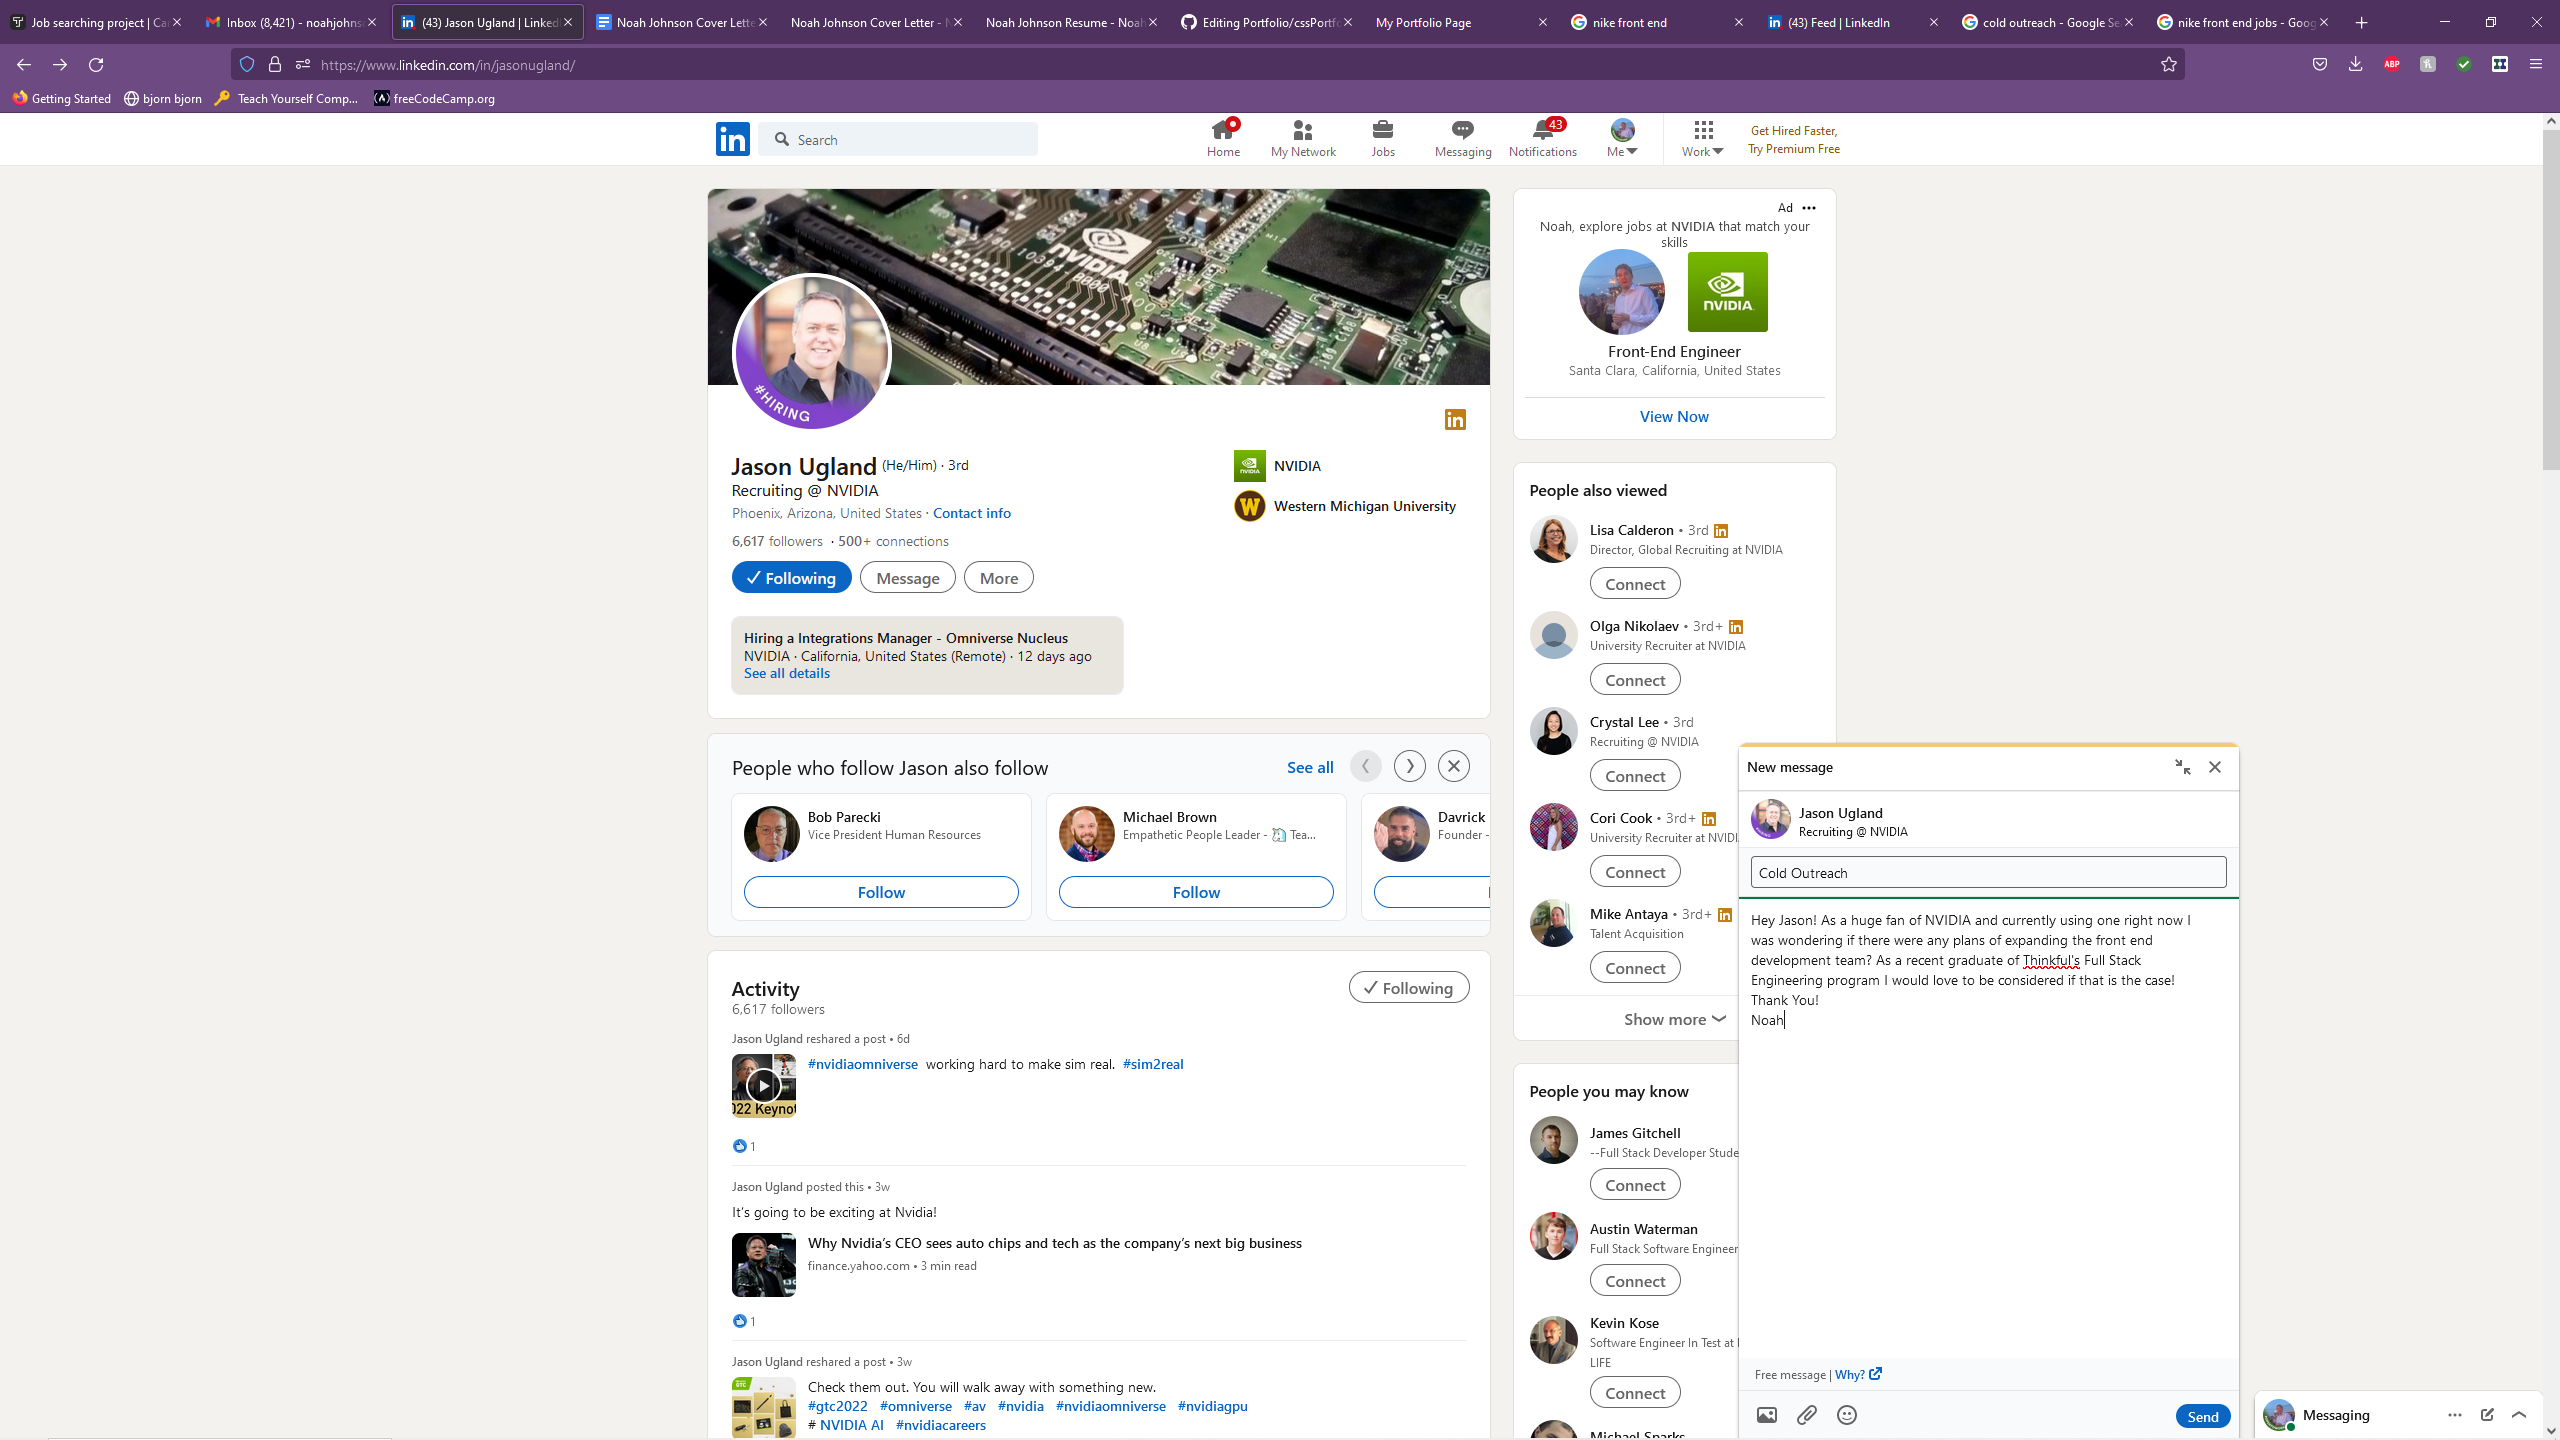 Job searching project | Ca
Inbox (8,421) - noahjohns
(43) Jason Ugland | Linked
Noah Johnson Cover Lette
Noah Johnson Cover Letter -
Noah Johnson Resume - Noah
Editing Portfolio/cssPortfo
My Portfolio Page
nike front end
(43) Feed | LinkedIn
cold outreach - Google Se
nike front end jobs - Goog
https://www.linkedin.com/in/jasonugland/
ABP
Getting Started
bjorn bjorn
Teach Yourself Comp...
freeCodeCamp.org
in
Search
Home
My Network
Jobs
Messaging
43
Notifications
Me
Work
Get Hired Faster,
Try Premium Free
#HIRING
Jason Ugland (He/Him) · 3rd
Recruiting @ NVIDIA
Phoenix, Arizona, United States · Contact info
6,617 followers · 500+ connections
Following
Message
More
NVIDIA
Western Michigan University
Hiring a Integrations Manager - Omniverse Nucleus
NVIDIA · California, United States (Remote) · 12 days ago
See all details
People who follow Jason also follow
See all
Bob Parecki
Vice President Human Resources
Follow
Michael Brown
Empathetic People Leader - Tea...
Follow
Davrick
Founder -
Activity
6,617 followers
Following
Jason Ugland reshared a post • 6d
#nvidiaomniverse working hard to make sim real. #sim2real
022 Keynot
1
Jason Ugland posted this • 3w
It's going to be exciting at Nvidia!
Why Nvidia's CEO sees auto chips and tech as the company's next big business
finance.yahoo.com • 3 min read
1
Jason Ugland reshared a post • 3w
Check them out. You will walk away with something new.
#gtc2022 #omniverse #av #nvidia #nvidiaomniverse #nvidiagpu
# NVIDIA AI #nvidiacareers
Ad
Noah, explore jobs at NVIDIA that match your
skills
NVIDIA
Front-End Engineer
Santa Clara, California, United States
View Now
People also viewed
Lisa Calderon • 3rd
Director, Global Recruiting at NVIDIA
Connect
Olga Nikolaev • 3rd+
University Recruiter at NVIDIA
Connect
Crystal Lee • 3rd
Recruiting @ NVIDIA
Connect
Cori Cook • 3rd+
University Recruiter at NVIDI
Connect
Mike Antaya • 3rd+
Talent Acquisition
Connect
Show more
People you may know
James Gitchell
--Full Stack Developer Stude
Connect
Austin Waterman
Full Stack Software Engineer
Connect
Kevin Kose
Software Engineer In Test at
LIFE
Connect
Michael Sparks
New message
Jason Ugland
Recruiting @ NVIDIA
Cold Outreach
Hey Jason! As a huge fan of NVIDIA and currently using one right now I
was wondering if there were any plans of expanding the front end
development team? As a recent graduate of Thinkful's Full Stack
Engineering program I would love to be considered if that is the case!
Thank You!
Noah
Free message | Why?
Send
Messaging